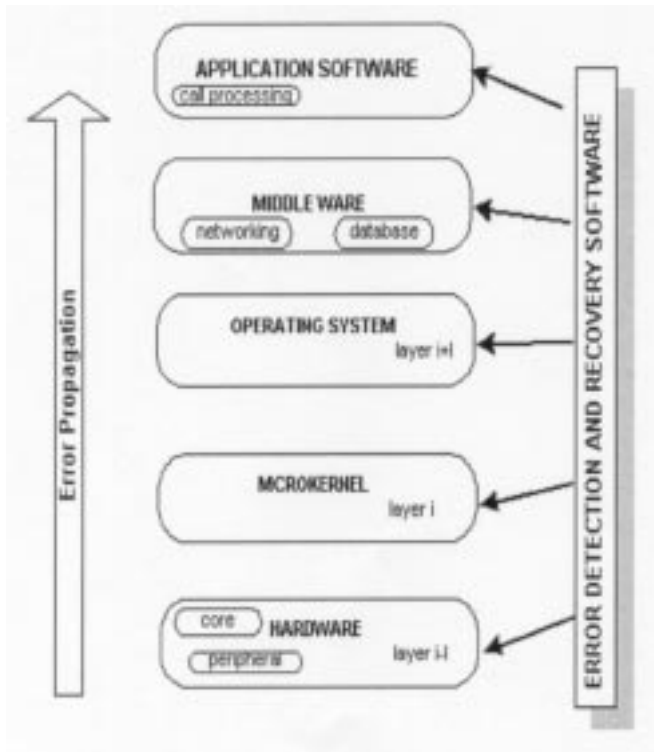 APPLICATION SOFTWARE
call processing
MIDDLE WARE
networking
database
OPERATING SYSTEM
layer i+l
MCROKERNEL
layer i
core
HARDWARE
peripheral
layer i-l
Error Propagation
ERROR DETECTION AND RECOVERY SOFTWARE